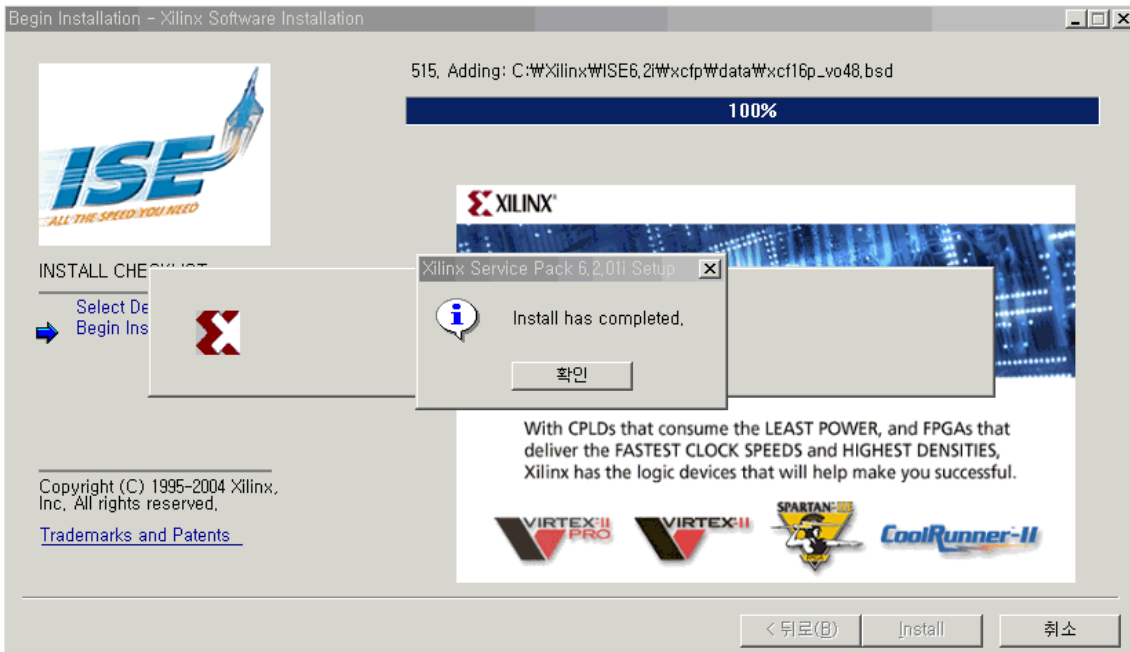 Begin Installation - Xilinx Software Installation
515, Adding: C:₩Xilinx₩ISE6,2i₩xcfp₩data₩xcf16p_vo48,bsd
100%
ISE
ALL THE SPEED YOU NEED
XILINX®
INSTALL CHECKLIST
Select De
Begin Ins
Xilinx Service Pack 6,2,01i Setup
Install has completed,
확인
With CPLDs that consume the LEAST POWER, and FPGAs that
deliver the FASTEST CLOCK SPEEDS and HIGHEST DENSITIES,
Xilinx has the logic devices that will help make you successful.
Copyright (C) 1995-2004 Xilinx,
Inc, All rights reserved,
Trademarks and Patents
VIRTEX-II PRO
VIRTEX-II
SPARTAN-IIE
FPGA
CoolRunner-II
< 뒤로(B)
Install
취소